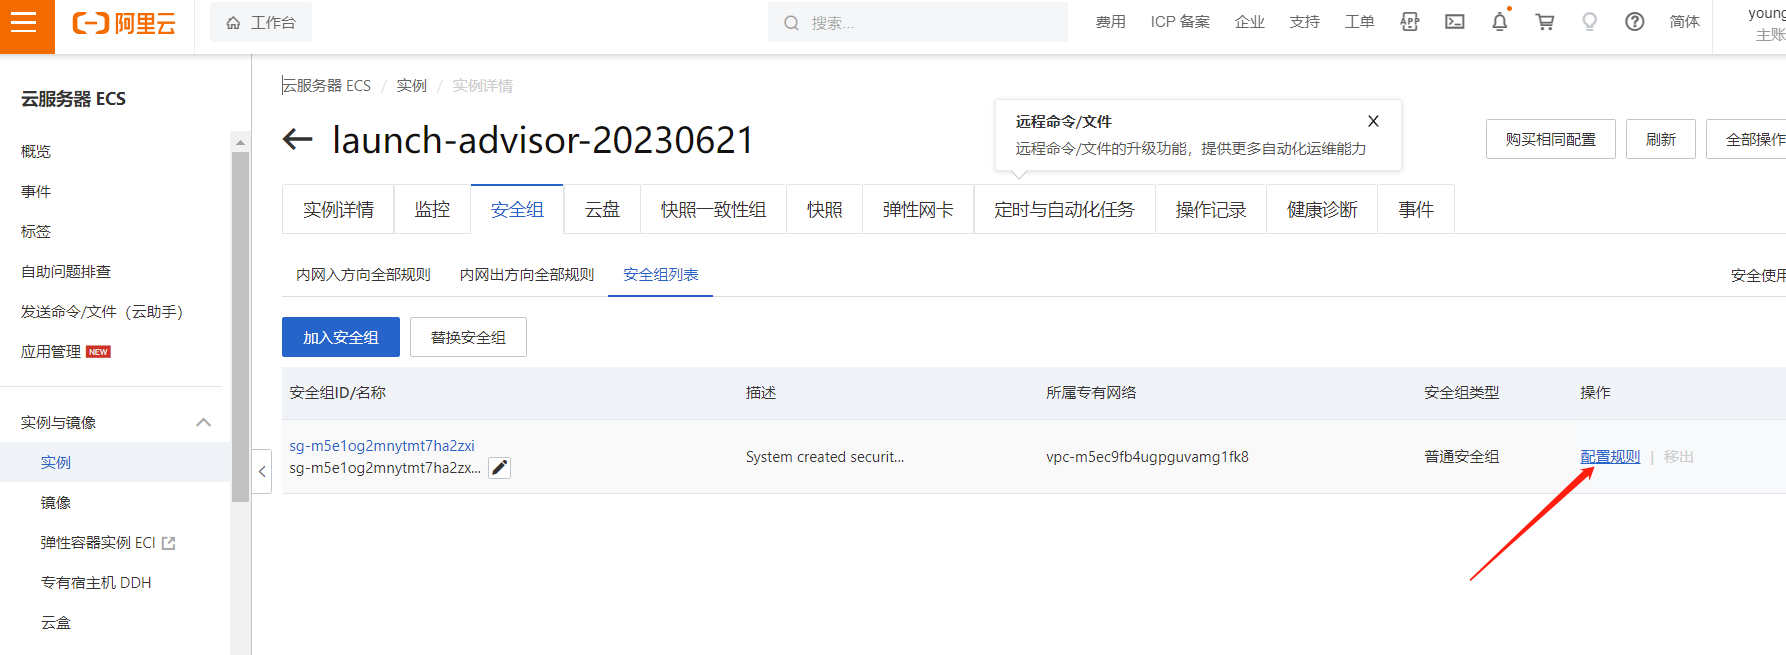 阿里云
工作台
搜索...
费用
ICP 备案
企业
支持
工单
APP
简体
young
主账
云服务器 ECS
概览
事件
标签
自助问题排查
发送命令/文件（云助手）
应用管理 NEW
实例与镜像
实例
镜像
弹性容器实例 ECI
专有宿主机 DDH
云盒
云服务器 ECS / 实例 / 实例详情
launch-advisor-20230621
远程命令/文件
X
远程命令/文件的升级功能，提供更多自动化运维能力
购买相同配置
刷新
全部操作
实例详情
监控
安全组
云盘
快照一致性组
快照
弹性网卡
定时与自动化任务
操作记录
健康诊断
事件
内网入方向全部规则
内网出方向全部规则
安全组列表
安全使用
加入安全组
替换安全组
安全组ID/名称
描述
所属专有网络
安全组类型
操作
sg-m5e1og2mnytmt7ha2zxi
sg-m5e1og2mnytmt7ha2zx...
System created securit...
vpc-m5ec9fb4ugpguvamg1fk8
普通安全组
配置规则 | 移出